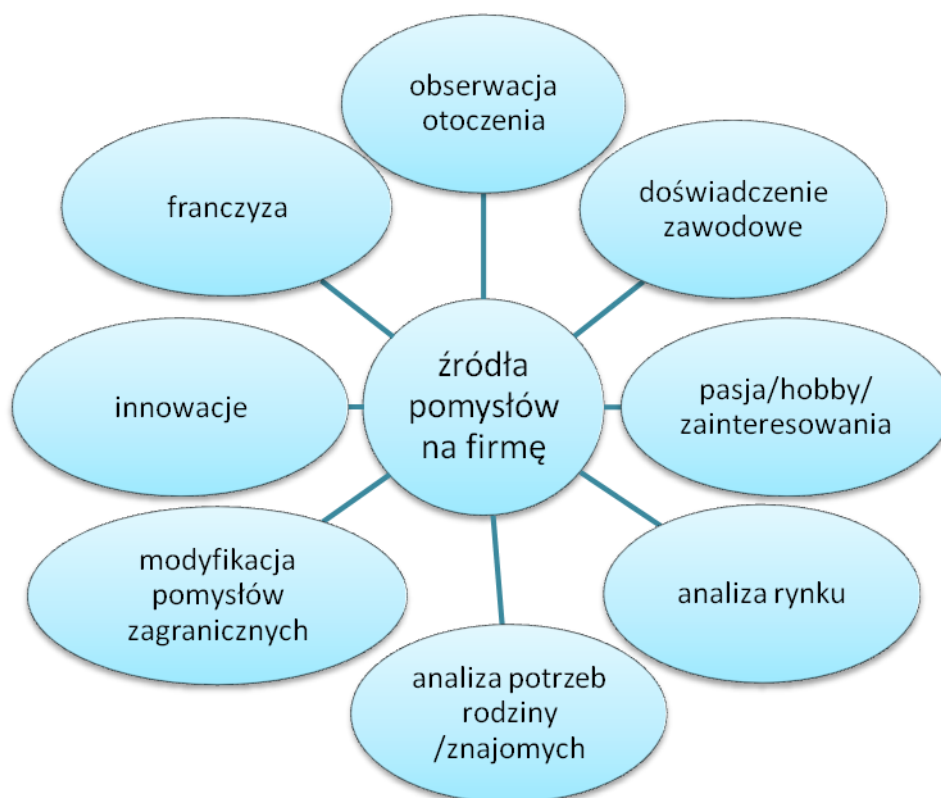 obserwacja
otoczenia
doświadczenie
zawodowe
franczyza
źródła
pomysłów
na firmę
pasja/hobby/
zainteresowania
innowacje
analiza rynku
modyfikacja
pomysłów
zagranicznych
analiza potrzeb
rodziny
/znajomych